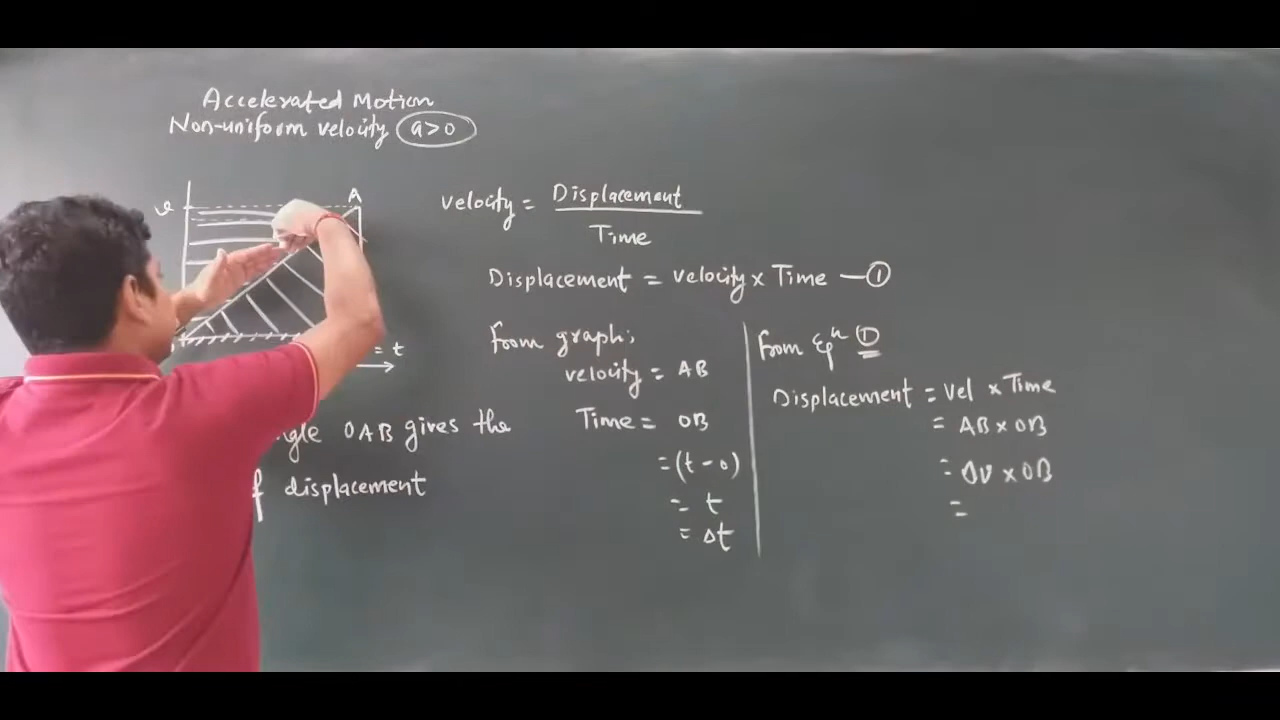 Accelerated Motion
Non-uniform velocity a>0
A
v
= t
velocity = Displacement
Time
Displacement = velocity x Time —①
from graph;
velocity = AB
Time = OB
= (t - 0)
= t
= Δt
from Eqn ①
Displacement = Vel x Time
= AB x OB
= OV x OB
=
OAB gives the
displacement